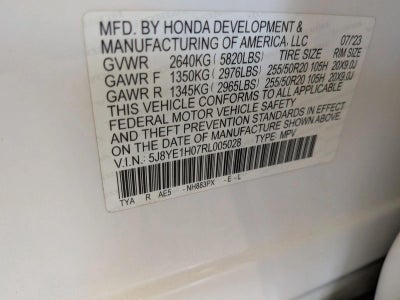 MFD. BY HONDA DEVELOPMENT &
MANUFACTURING OF AMERICA, LLC 07/23
GVWR 2640KG (5820LBS) TIRE SIZE RIM SIZE
GAWR F 1350KG (2976LBS) 255/50R20 105H 20X9.0J
GAWR R 1345KG (2965LBS) 255/50R20 105H 20X9.0J
THIS VEHICLE CONFORMS TO ALL APPLICABLE
FEDERAL MOTOR VEHICLE SAFETY
AND THEFT PREVENTION STANDARDS IN EFFECT
ON THE DATE OF MANUFACTURE SHOWN ABOVE.
V.I.N.: 5J8YE1H07RL005028 TYPE: MPV
TYA R AE5 -NH883PX -E-L